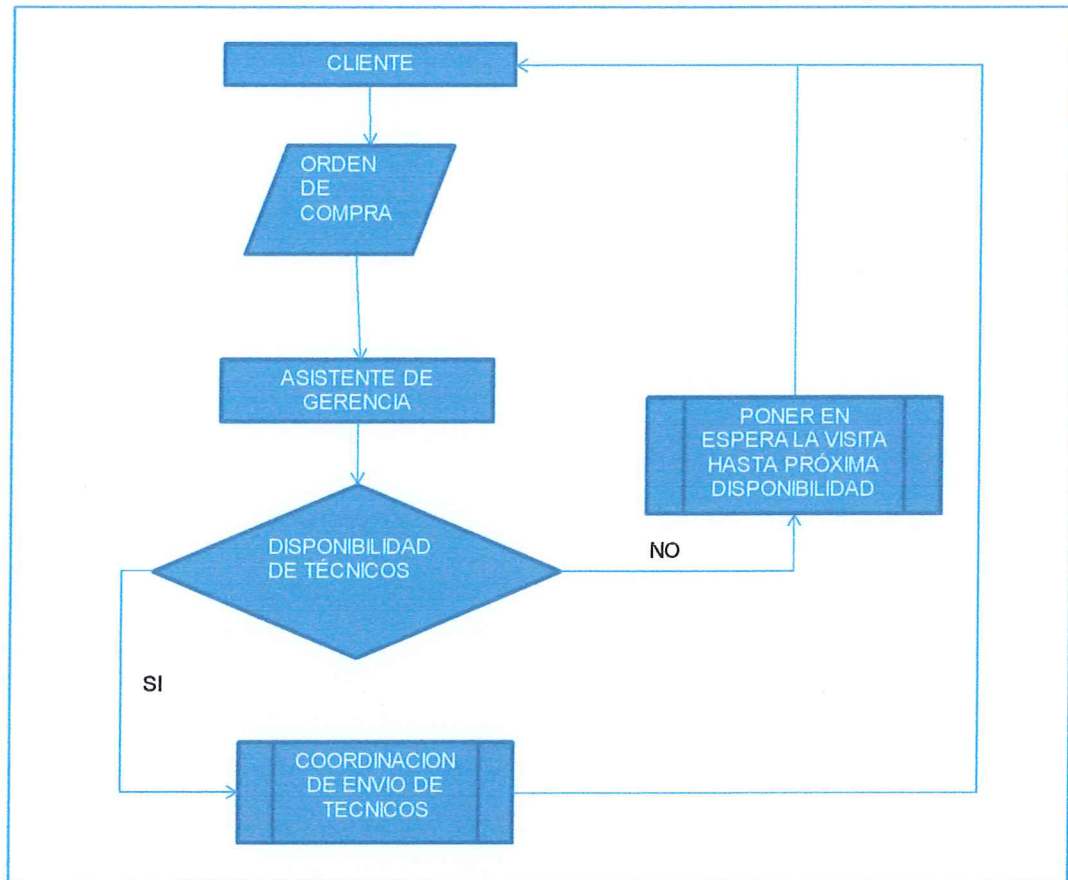 CLIENTE
ORDEN
DE
COMPRA
ASISTENTE DE
GERENCIA
DISPONIBILIDAD
DE TÉCNICOS
NO
PONER EN
ESPERA LA VISITA
HASTA PRÓXIMA
DISPONIBILIDAD
SI
COORDINACION
DE ENVIO DE
TECNICOS